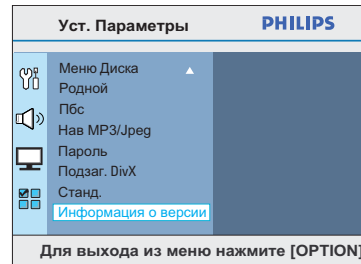 Уст. Параметры PHILIPS
Меню Диска
Родной
Пбс
Нав MP3/Jpeg
Пароль
Подзаг. DivX
Станд.
Информация о версии
Для выхода из меню нажмите [OPTION]